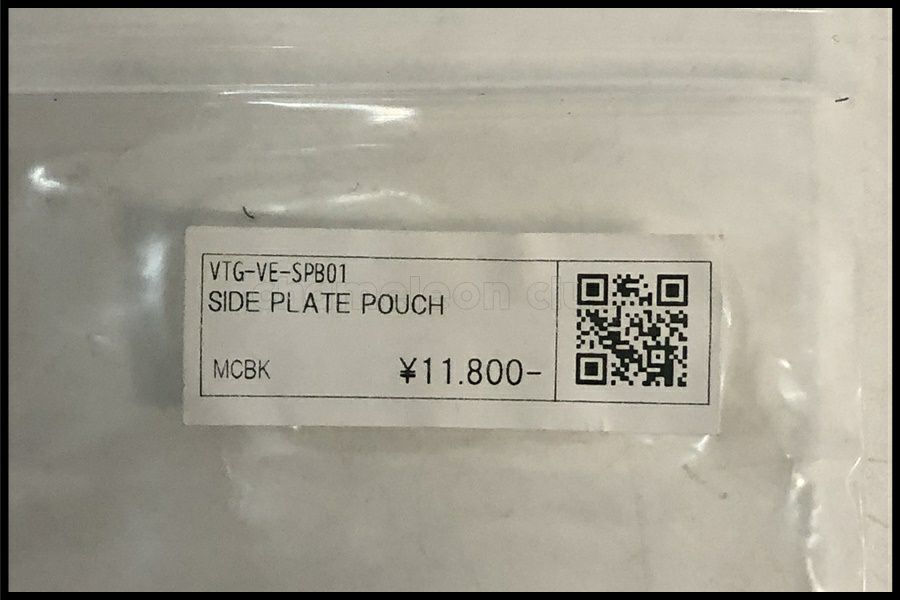 VTG-VE-SPB01
SIDE PLATE POUCH
MCBK
¥11.800-